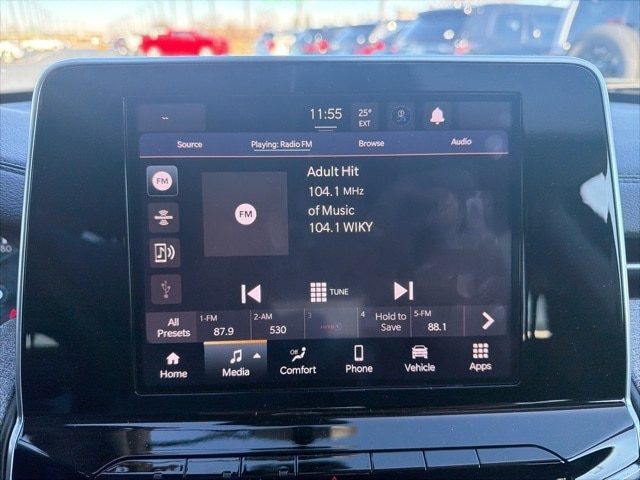 --
11:55
25°
EXT
Source
Playing: Radio FM
Browse
Audio
FM
FM
Adult Hit
104.1 MHz
of Music
104.1 WIKY
TUNE
All
Presets
1-FM
87.9
2-AM
530
3
4
Hold to
Save
5-FM
88.1
Home
Media
Off
Comfort
Phone
Vehicle
Apps
80